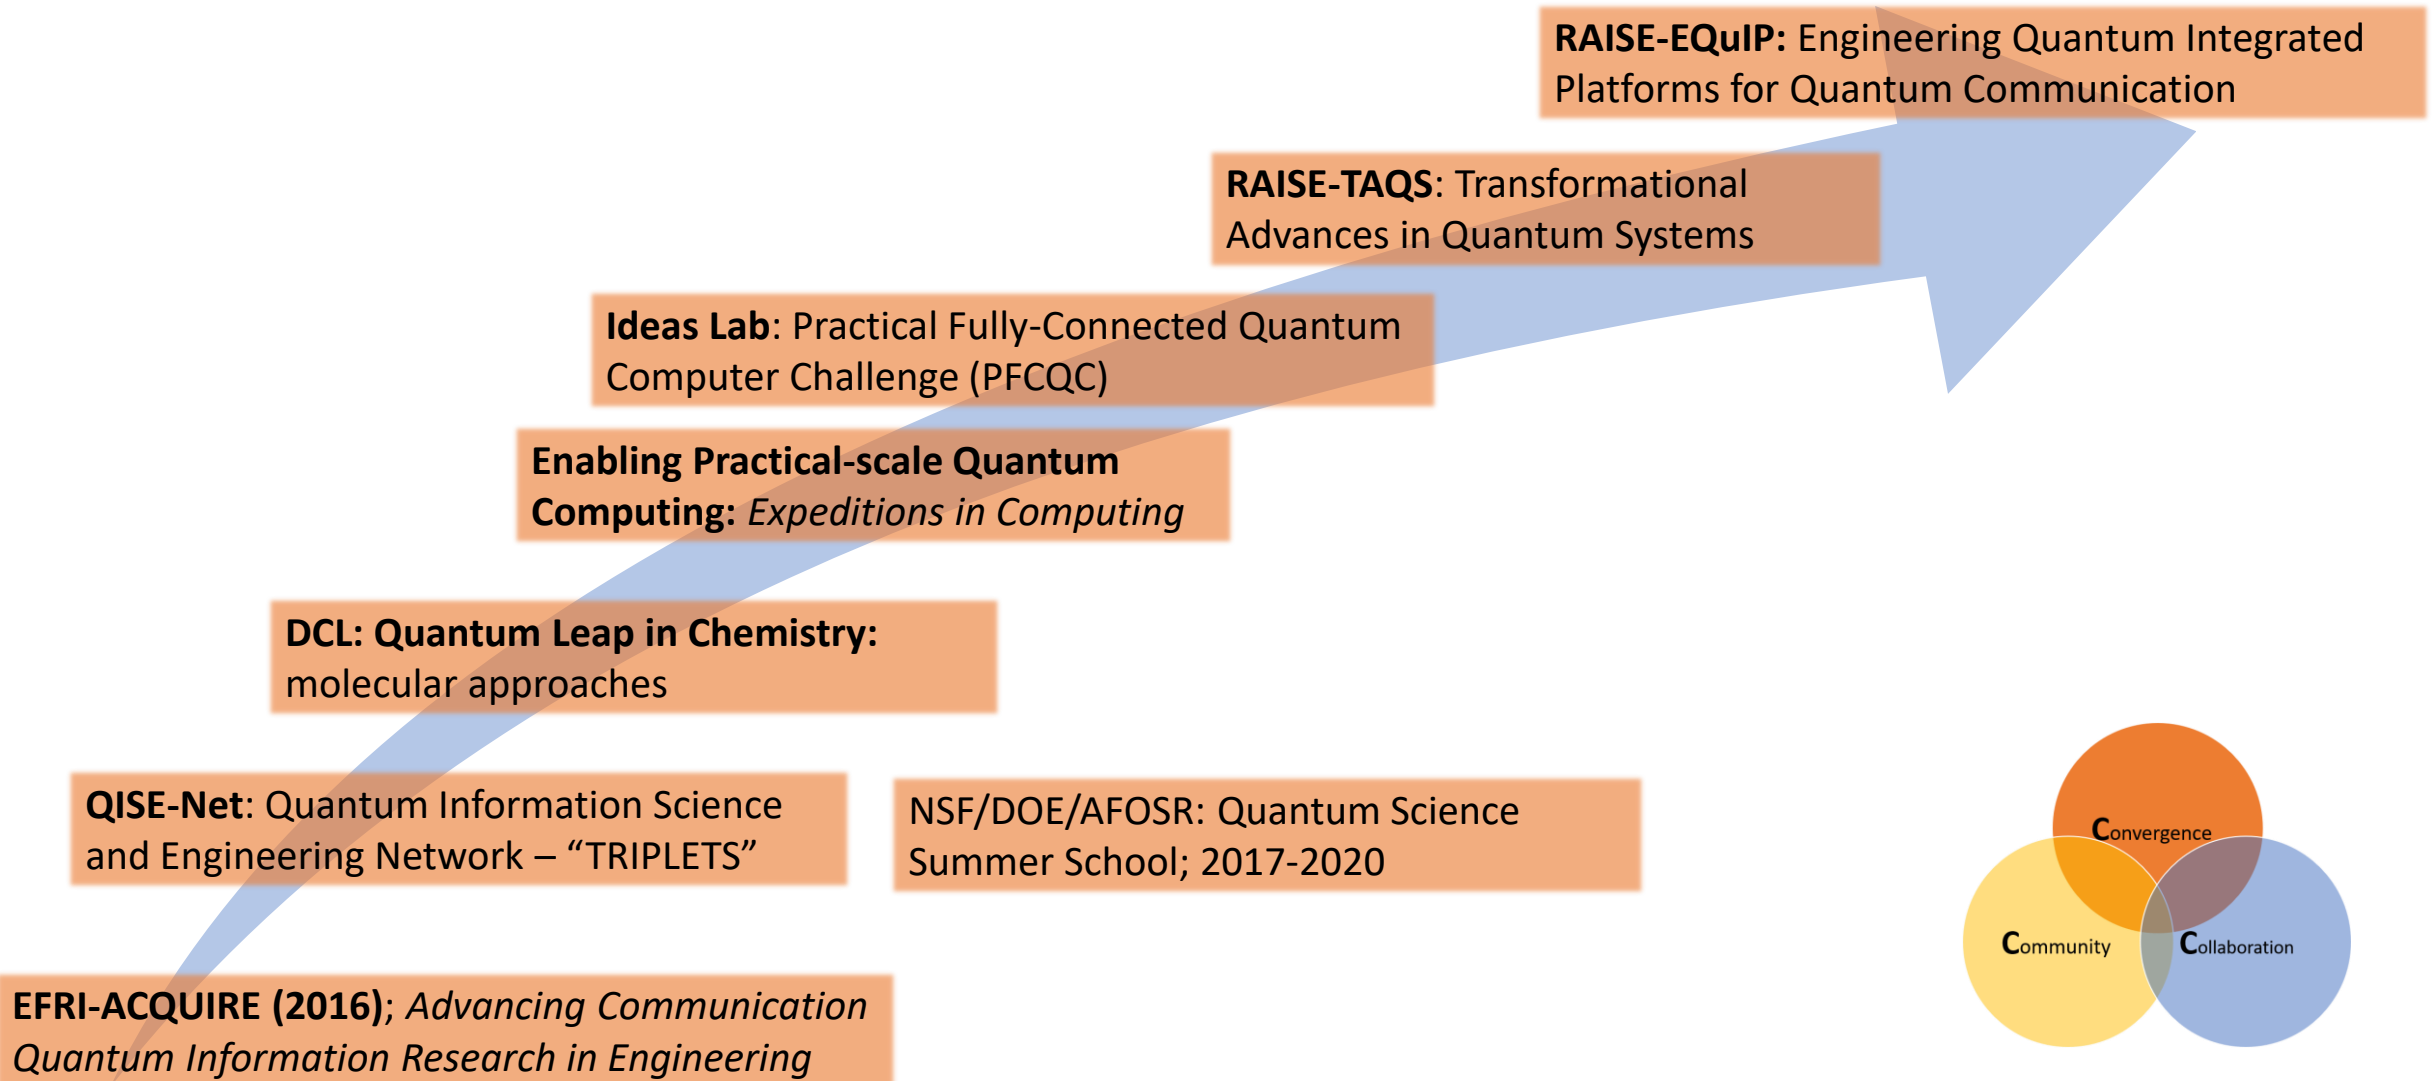 RAISE-EQuIP: Engineering Quantum Integrated
Platforms for Quantum Communication
RAISE-TAQS: Transformational
Advances in Quantum Systems
Ideas Lab: Practical Fully-Connected Quantum
Computer Challenge (PFCQC)
Enabling Practical-scale Quantum
Computing: Expeditions in Computing
DCL: Quantum Leap in Chemistry:
molecular approaches
QISE-Net: Quantum Information Science
and Engineering Network – “TRIPLETS”
NSF/DOE/AFOSR: Quantum Science
Summer School; 2017-2020
EFRI-ACQUIRE (2016); Advancing Communication
Quantum Information Research in Engineering
Convergence
Community
Collaboration